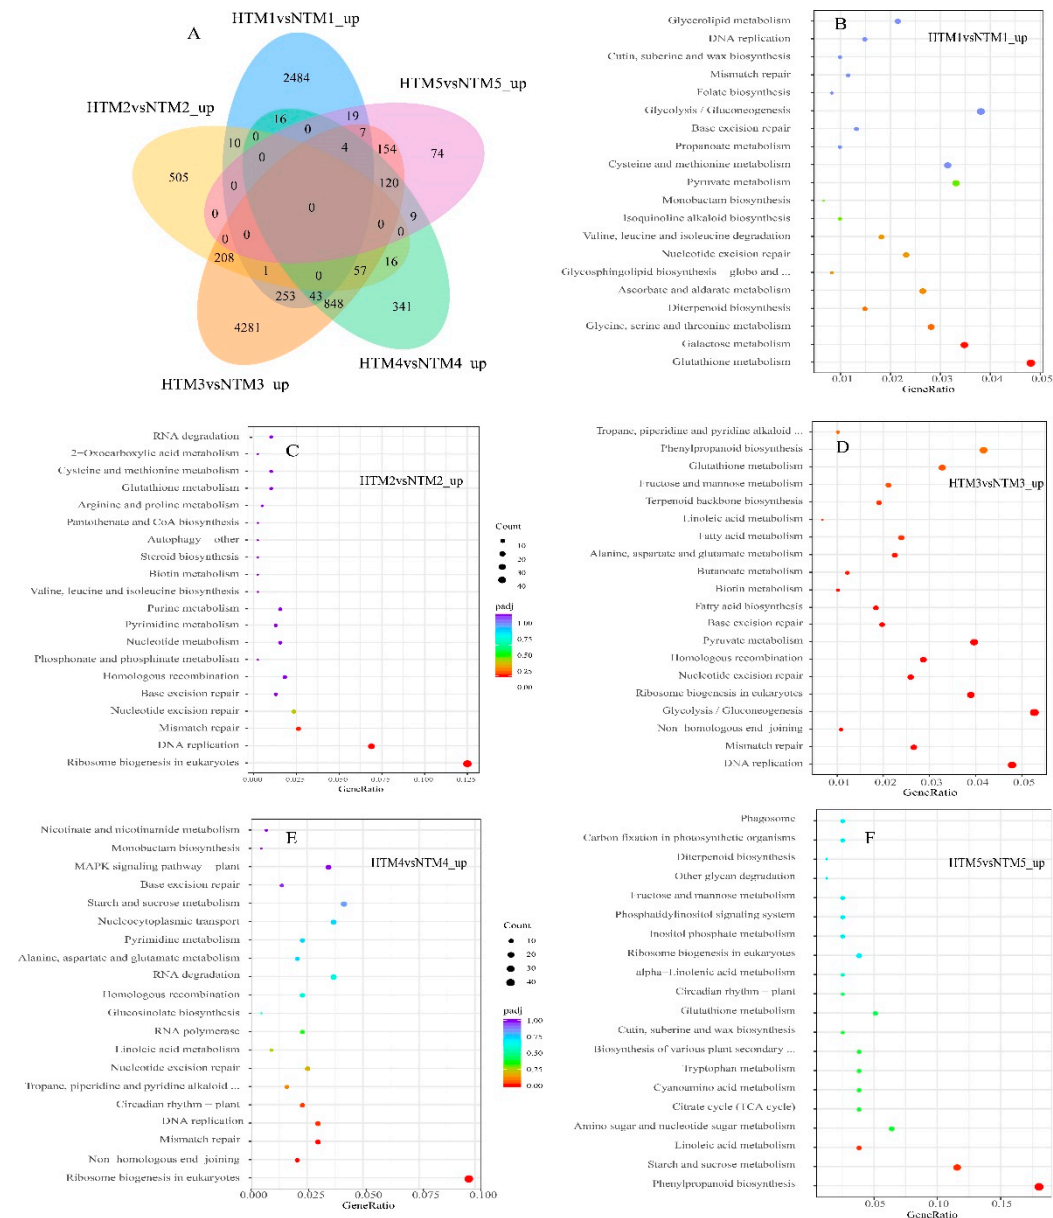 A
HTM1vsNTM1_up
HTM5vsNTM5_up
HTM2vsNTM2_up
HTM4vsNTM4_up
HTM3vsNTM3_up
2484
16
0
19
7
10
0
0
4
154
74
505
0
120
0
0
9
0
0
0
0
208
1
0
57
16
253
43
848
341
4281
B
HTM1vsNTM1_up
Glycerolipid metabolism
DNA replication
Cutin, suberine and wax biosynthesis
Mismatch repair
Folate biosynthesis
Glycolysis / Gluconeogenesis
Base excision repair
Propanoate metabolism
Cysteine and methionine metabolism
Pyruvate metabolism
Monobactam biosynthesis
Isoquinoline alkaloid biosynthesis
Valine, leucine and isoleucine degradation
Nucleotide excision repair
Glycosphingolipid biosynthesis globo and ...
Ascorbate and aldarate metabolism
Diterpenoid biosynthesis
Glycine, serine and threonine metabolism
Galactose metabolism
Glutathione metabolism
0.01 0.02 0.03 0.04 0.05
GeneRatio
C
HTM2vsNTM2_up
RNA degradation
2−Oxocarboxylic acid metabolism
Cysteine and methionine metabolism
Glutathione metabolism
Arginine and proline metabolism
Pantothenate and CoA biosynthesis
Autophagy other
Steroid biosynthesis
Biotin metabolism
Valine, leucine and isoleucine biosynthesis
Purine metabolism
Pyrimidine metabolism
Nucleotide metabolism
Phosphonate and phosphinate metabolism
Homologous recombination
Base excision repair
Nucleotide excision repair
Mismatch repair
DNA replication
Ribosome biogenesis in eukaryotes
0.000 0.025 0.050 0.075 0.100 0.125
GeneRatio
Count
10
20
30
40
padj
1.00
0.75
0.50
0.25
0.00
D
HTM3vsNTM3_up
Tropane, piperidine and pyridine alkaloid ...
Phenylpropanoid biosynthesis
Glutathione metabolism
Fructose and mannose metabolism
Terpenoid backbone biosynthesis
Linoleic acid metabolism
Fatty acid metabolism
Alanine, aspartate and glutamate metabolism
Butanoate metabolism
Biotin metabolism
Fatty acid biosynthesis
Base excision repair
Pyruvate metabolism
Homologous recombination
Nucleotide excision repair
Ribosome biogenesis in eukaryotes
Glycolysis / Gluconeogenesis
Non homologous end joining
Mismatch repair
DNA replication
0.01 0.02 0.03 0.04 0.05
GeneRatio
E
HTM4vsNTM4_up
Nicotinate and nicotinamide metabolism
Monobactam biosynthesis
MAPK signaling pathway plant
Base excision repair
Starch and sucrose metabolism
Nucleocytoplasmic transport
Pyrimidine metabolism
Alanine, aspartate and glutamate metabolism
RNA degradation
Homologous recombination
Glucosinolate biosynthesis
RNA polymerase
Linoleic acid metabolism
Nucleotide excision repair
Tropane, piperidine and pyridine alkaloid ...
Circadian rhythm − plant
DNA replication
Mismatch repair
Non homologous end joining
Ribosome biogenesis in eukaryotes
0.000 0.025 0.050 0.075 0.100
GeneRatio
Count
10
20
30
40
padj
1.00
0.75
0.50
0.25
0.00
F
HTM5vsNTM5_up
Phagosome
Carbon fixation in photosynthetic organisms
Diterpenoid biosynthesis
Other glycan degradation
Fructose and mannose metabolism
Phosphatidylinositol signaling system
Inositol phosphate metabolism
Ribosome biogenesis in eukaryotes
alpha−Linolenic acid metabolism
Circadian rhythm − plant
Glutathione metabolism
Cutin, suberine and wax biosynthesis
Biosynthesis of various plant secondary ...
Tryptophan metabolism
Cyanoamino acid metabolism
Citrate cycle (TCA cycle)
Amino sugar and nucleotide sugar metabolism
Linoleic acid metabolism
Starch and sucrose metabolism
Phenylpropanoid biosynthesis
0.05 0.10 0.15
GeneRatio